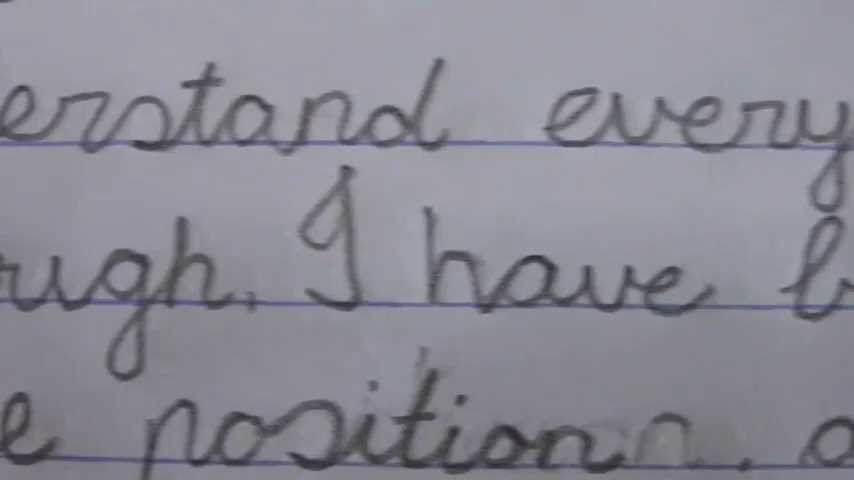 erstand every
ugh. I have b
e position. a